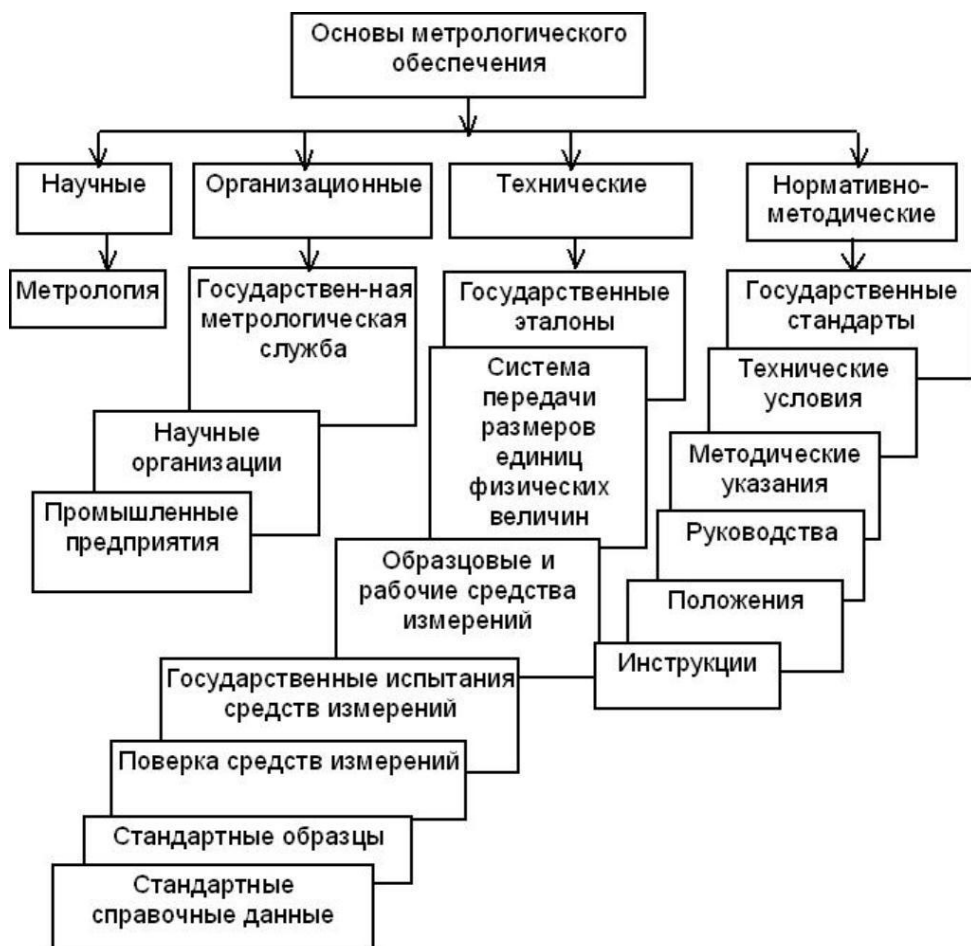 Основы метрологического
обеспечения
Научные
Организационные
Технические
Нормативно-
методические
Метрология
Государствен-ная
метрологическая
служба
Научные
организации
Промышленные
предприятия
Государственные
эталоны
Система
передачи
размеров
единиц
физических
величин
Образцовые и
рабочие средства
измерений
Государственные испытания
средств измерений
Поверка средств измерений
Стандартные образцы
Стандартные
справочные данные
Государственные
стандарты
Технические
условия
Методические
указания
Руководства
Положения
Инструкции